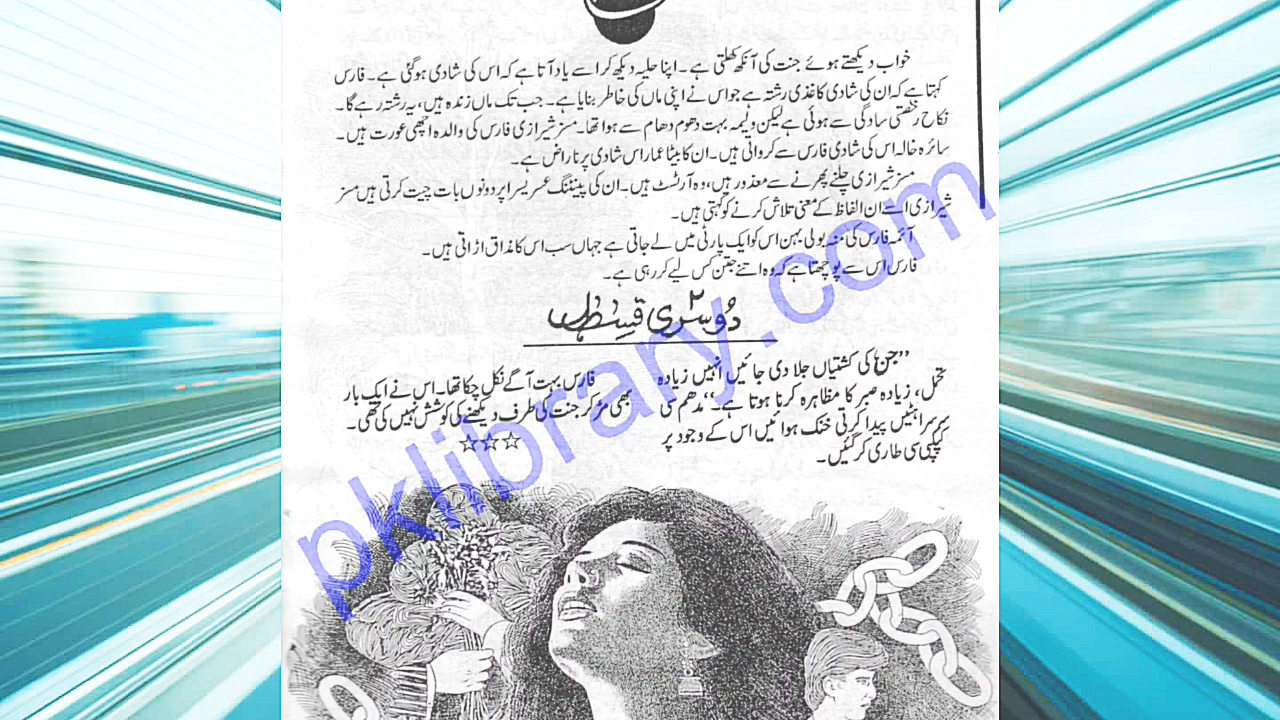 خواب دیکھتے ہوئے جنت کی آنکھ کھلتی ہے۔ اپنا حلیہ دیکھ کر اسے یاد آتا ہے کہ اس کی شادی ہوگئی ہے۔ فارس
کہتا ہے کہ ان کی شادی کاغذی رشتہ ہے جو اس نے اپنی ماں کی خاطر بنایا ہے۔ جب تک ماں زندہ ہیں، یہ رشتہ رہے گا۔
نکاح رخصتی سادگی سے ہوئی ہے لیکن ولیمہ بہت دھوم دھام سے ہوا تھا۔ مسز شیرازی فارس کی والدہ اچھی عورت ہیں۔
سائرہ خالہ اس کی شادی فارس سے کرواتی ہیں۔ ان کا بیٹا عمار اس شادی پر ناراض ہے۔
مسز شیرازی چلنے پھرنے سے معذور ہیں، وہ آرٹسٹ ہیں۔ ان کی پینٹنگ عسر یسرا پر دونوں بات چیت کرتی ہیں مسز
شیرازی اسے ان الفاظ کے معنی تلاش کرنے کو کہتی ہیں۔
آئمہ فارس کی منہ بولی بہن اس کو ایک پارٹی میں لے جاتی ہے جہاں سب اس کا مذاق اڑاتی ہیں۔
فارس اس سے پوچھتا ہے کہ وہ اتنے جتن کس لیے کر رہی ہے۔
۲
دُوسری قسط
”جن کی کشتیاں جلا دی جائیں انہیں زیادہ
تحمل، زیادہ صبر کا مظاہرہ کرنا ہوتا ہے۔“ مدھم سی
سرسراہٹیں پیدا کرتی خنک ہوائیں اس کے وجود پر
کپکپی سی طاری کر گئیں۔
فارس بہت آگے نکل چکا تھا۔ اس نے ایک بار
بھی مڑ کر جنت کی طرف دیکھنے کی کوشش نہیں کی تھی۔
☆☆☆
pklibrary.com